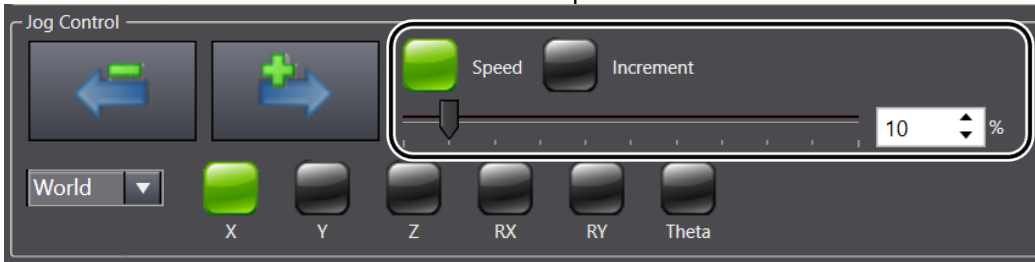 Jog Control
Speed Increment
10 %
World
X Y Z RX RY Theta